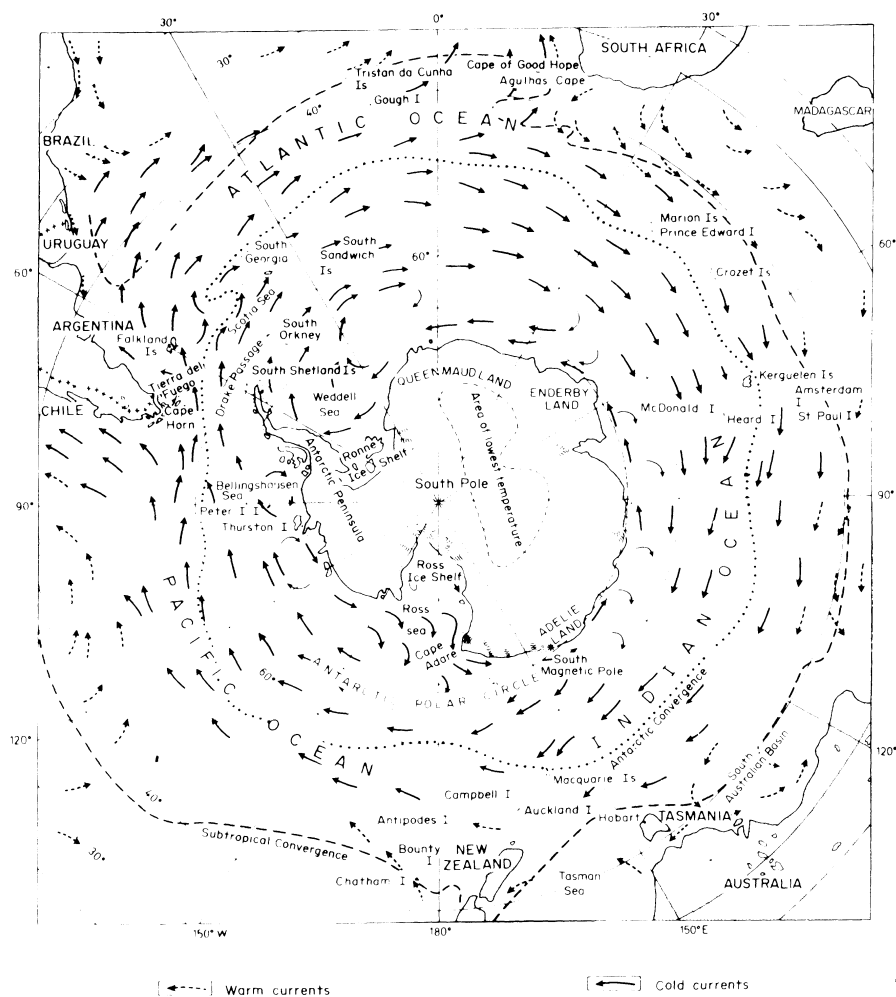 30°
0°
30°
30°
SOUTH AFRICA
Cape of Good Hope
Agulhas Cape
Tristan da Cunha
Is
Gough I
40°
MADAGASCAR
BRAZIL
ATLANTIC OCEAN
Marion Is
Prince Edward I
URUGUAY
60°
South
Georgia
South
Sandwich
Is
60°
60°
Crozet Is
Scotia Sea
ARGENTINA
Falkland
Is
South
Orkney
Drake Passage
Tierra del
Fuego
South Shetland Is
QUEEN MAUD LAND
ENDERBY
LAND
Kerguelen Is
Amsterdam
I
St Paul I
CHILE
Cape
Horn
Weddell
Sea
McDonald I
Heard I
Area of lowest temperature
Ronne
Ice Shelf
Antarctic Peninsula
South Pole
90°
Bellingshausen
Sea
Peter I I
Thurston I
90°
Ross
Ice Shelf
Ross
sea
Cape
Adare
ADELIE
LAND
South
Magnetic Pole
INDIAN OCEAN
PACIFIC OCEAN
60°
ANTARCTIC POLAR CIRCLE
Antarctic Convergence
120°
120°
South
Australian Basin
Macquarie Is
Campbell I
Auckland I
Hobart
TASMANIA
40°
Antipodes I
Subtropical Convergence
Bounty
I
NEW
ZEALAND
30°
Chatham I
Tasman
Sea
AUSTRALIA
150°W
180°
150°E
Warm currents
Cold currents